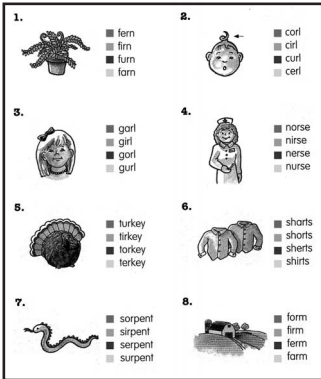 1.
fern
firn
furn
farn
2.
corl
cirl
curl
cerl
3.
garl
girl
gorl
gurl
4.
norse
nirse
nerse
nurse
5.
turkey
tirkey
torkey
terkey
6.
sharts
shorts
sherts
shirts
7.
sorpent
sirpent
serpent
surpent
8.
form
firm
ferm
farm